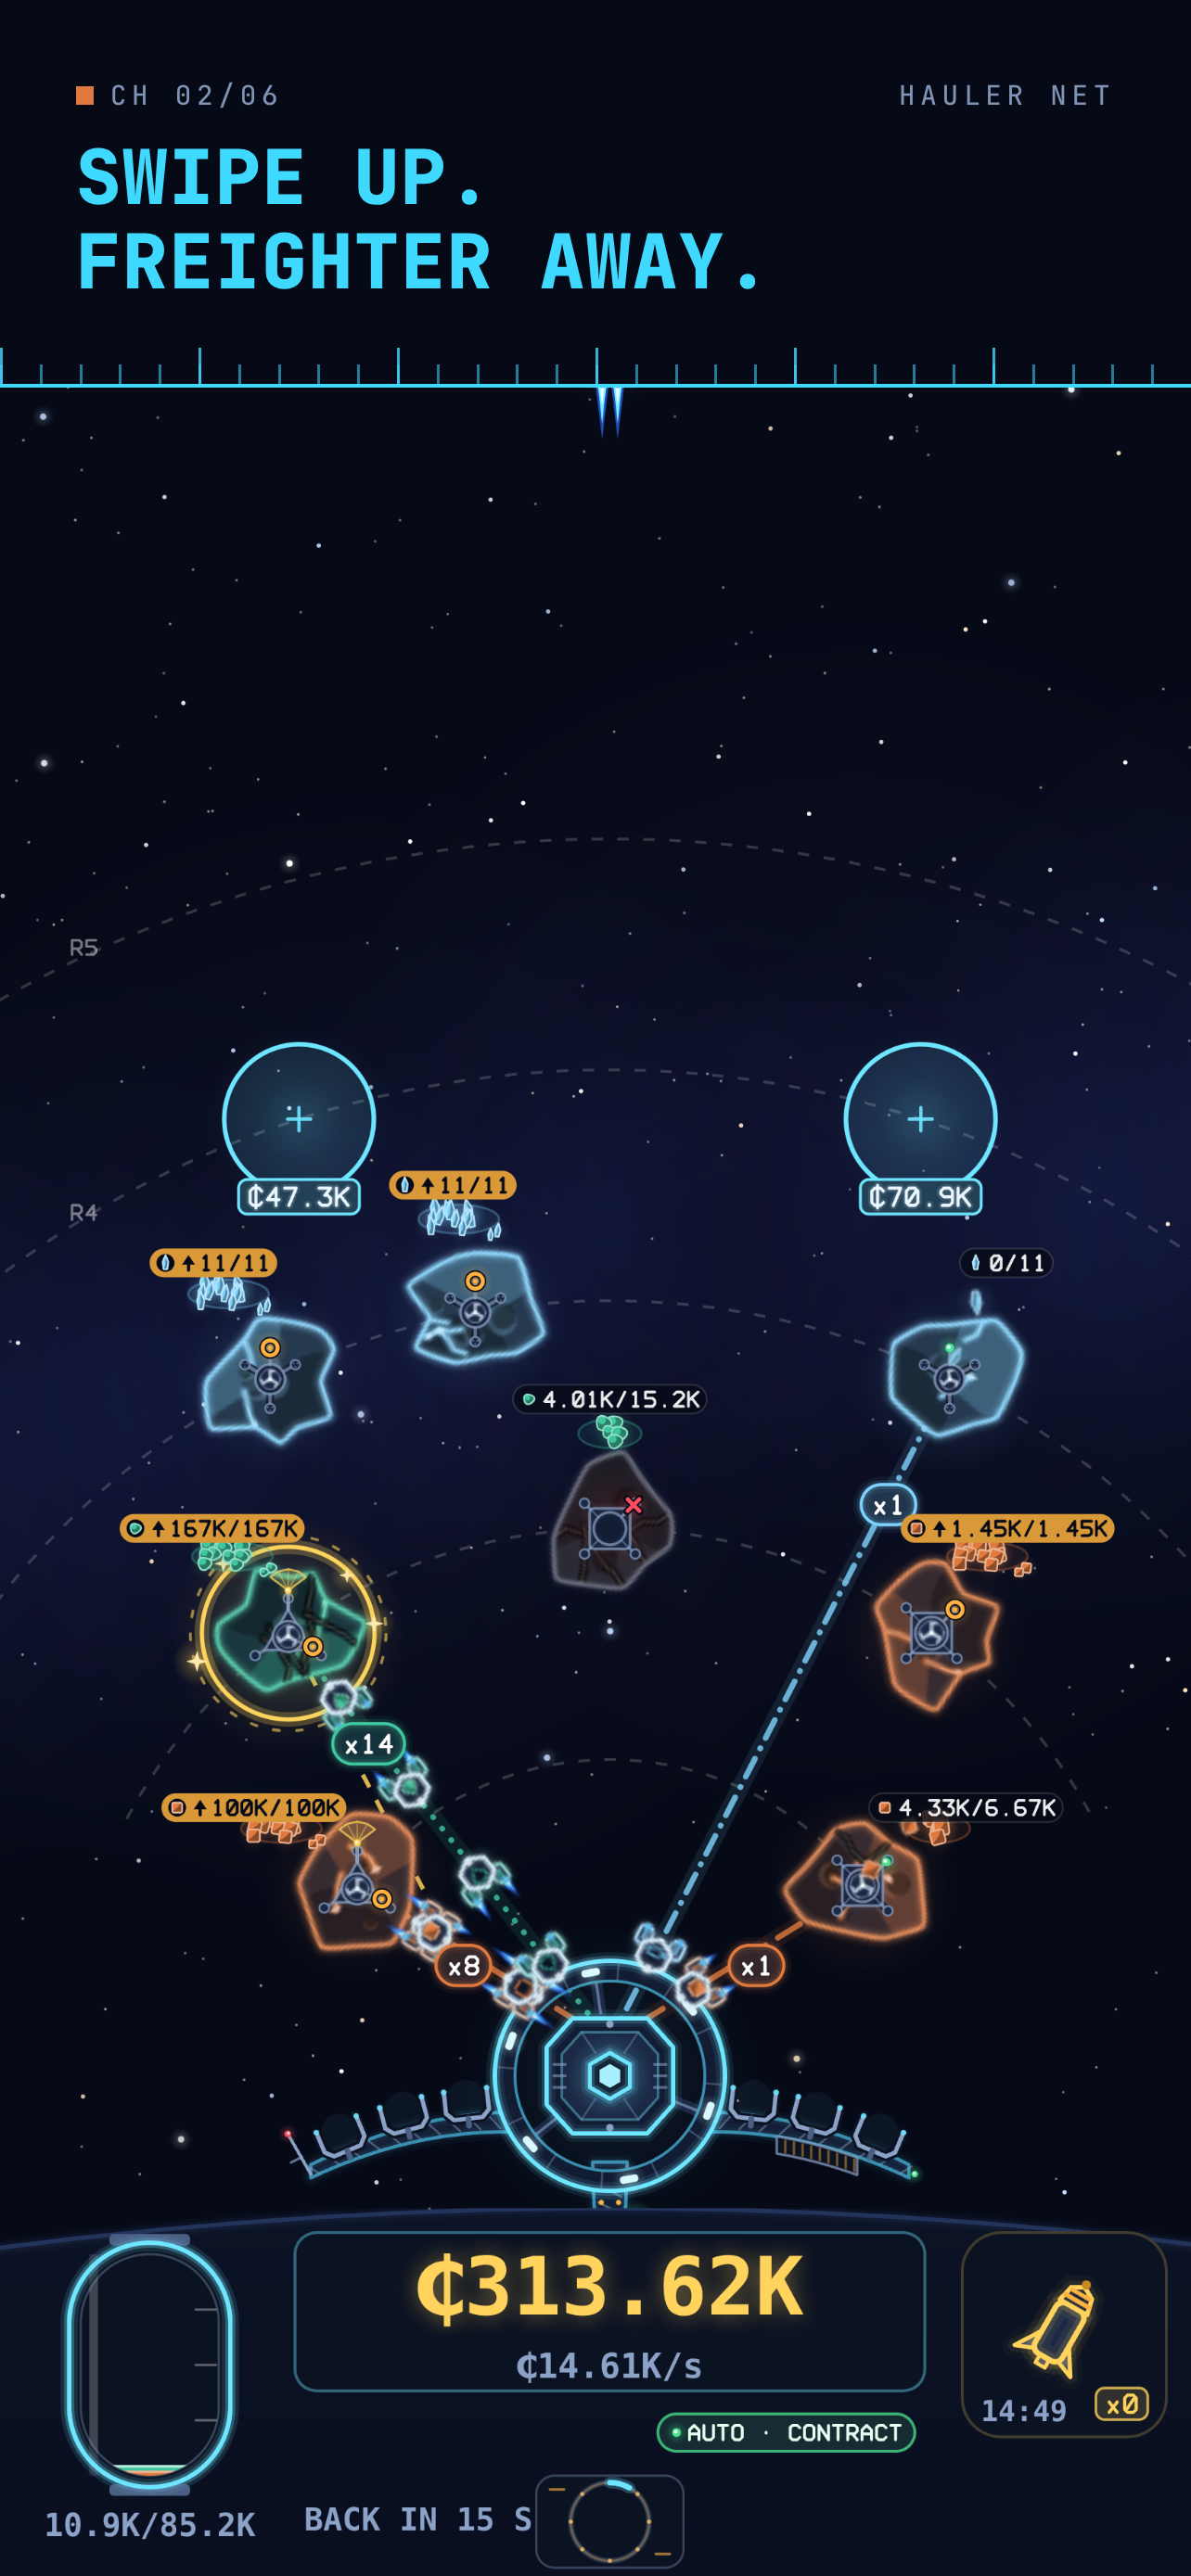 CH 02/06
HAULER NET
SWIPE UP.
FREIGHTER AWAY.
R5
₵47.3K
₵70.9K
R4
11/11
11/11
0/11
4.01K/15.2K
x1
167K/167K
1.45K/1.45K
x14
100K/100K
4.33K/6.67K
x8
x1
₵313.62K
₵14.61K/s
14:49
x0
AUTO · CONTRACT
10.9K/85.2K
BACK IN 15 S